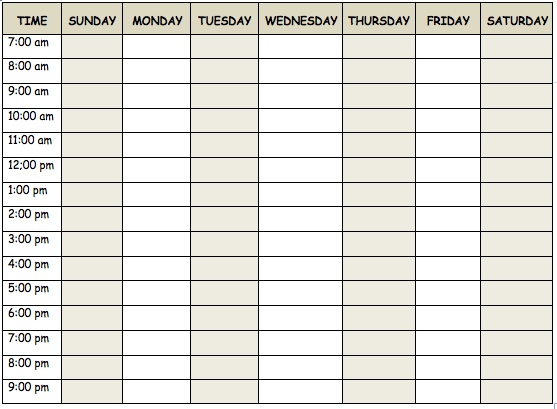 TIME SUNDAY MONDAY TUESDAY WEDNESDAY THURSDAY FRIDAY SATURDAY
7:00 am
8:00 am
9:00 am
10:00 am
11:00 am
12;00 pm
1:00 pm
2:00 pm
3:00 pm
4:00 pm
5:00 pm
6:00 pm
7:00 pm
8:00 pm
9:00 pm